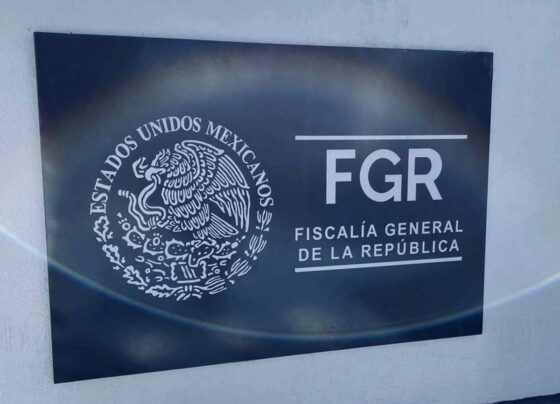 ESTADOS UNIDOS MEXICANOS
FGR
FISCALÍA GENERAL
DE LA REPÚBLICA